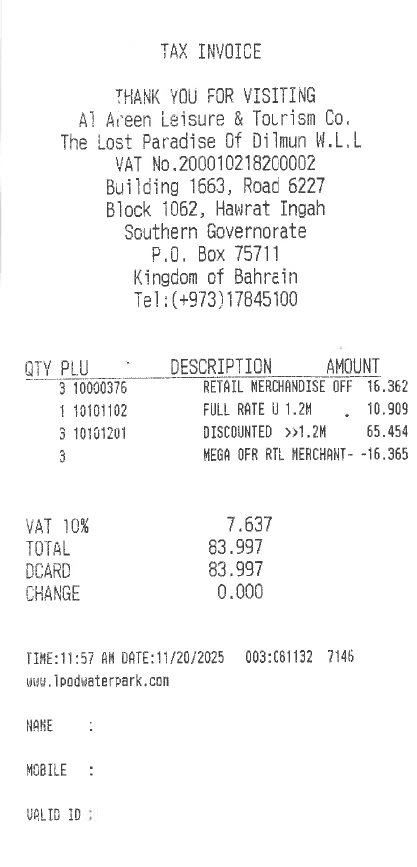 TAX INVOICE
THANK YOU FOR VISITING
Al Areen Leisure & Tourism Co.
The Lost Paradise Of Dilmun W.L.L
VAT No.200010218200002
Building 1663, Road 6227
Block 1062, Hawrat Ingah
Southern Governorate
P.O. Box 75711
Kingdom of Bahrain
Tel:(+973)17845100
QTY PLU DESCRIPTION AMOUNT
3 10000376 RETAIL MERCHANDISE OFF 16.362
1 10101102 FULL RATE U 1.2M 10.909
3 10101201 DISCOUNTED >>1.2M 65.454
3 MEGA OFR RTL MERCHANT- -16.365
VAT 10% 7.637
TOTAL 83.997
DCARD 83.997
CHANGE 0.000
TIME:11:57 AM DATE:11/20/2025 003:C81132 7146
www.lpodwaterpark.com
NAME :
MOBILE :
VALID ID :